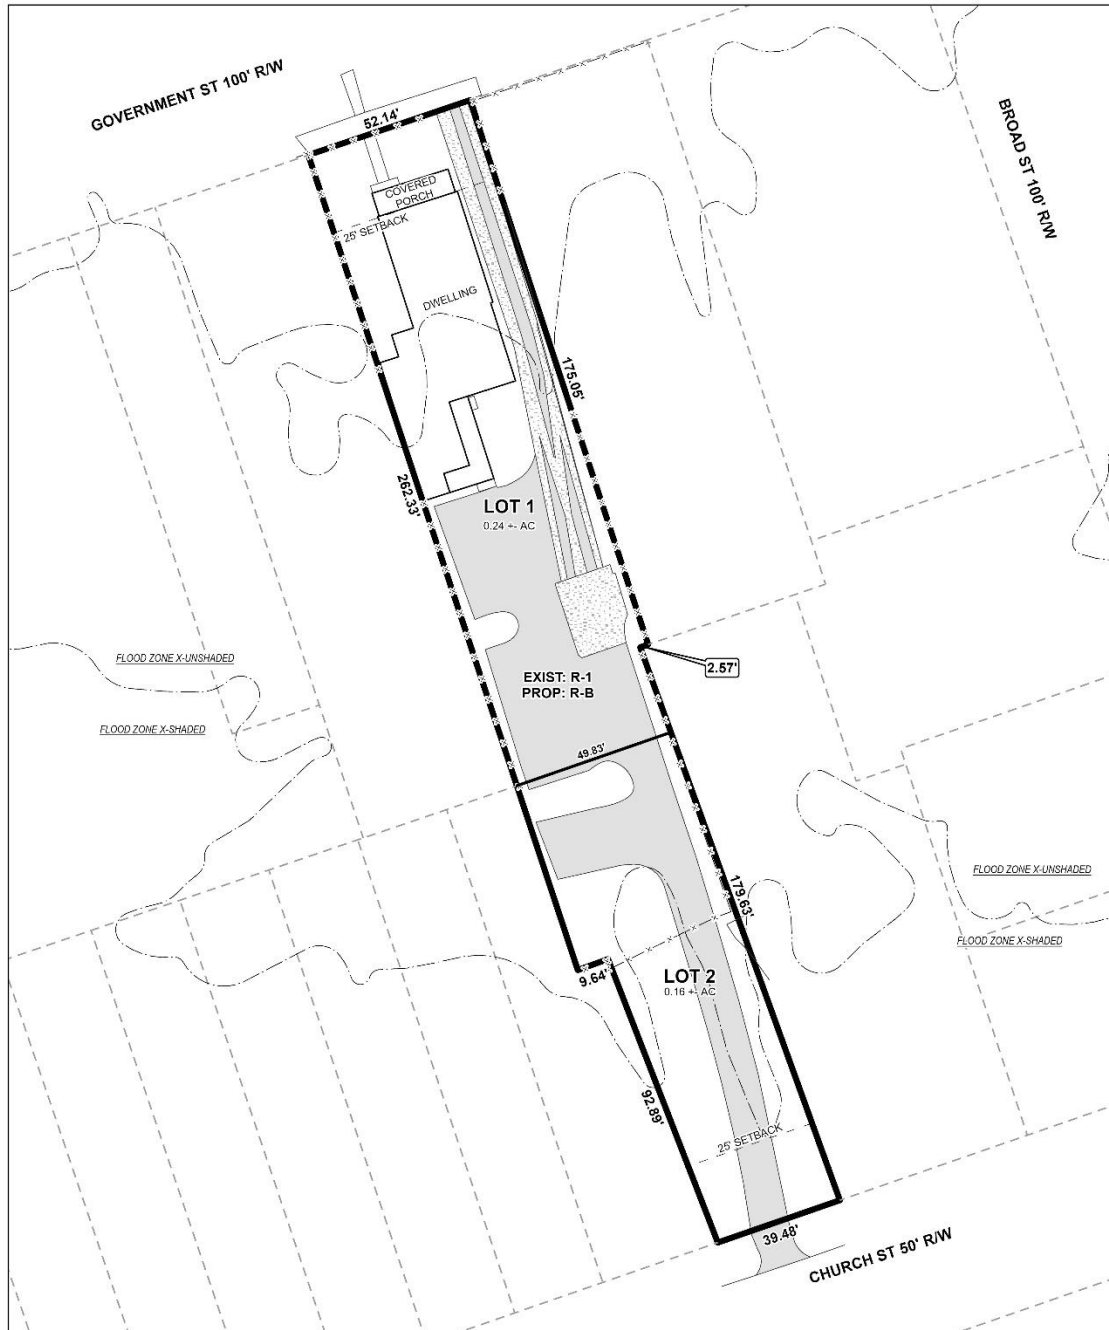 GOVERNMENT ST 100' R/W
BROAD ST 100' R/W
52.14'
COVERED
PORCH
25' SETBACK
DWELLING
175.05'
262.33'
LOT 1
0.24 +- AC
FLOOD ZONE X-UNSHADED
2.57'
EXIST: R-1
PROP: R-B
FLOOD ZONE X-SHADED
49.83'
FLOOD ZONE X-UNSHADED
179.63'
FLOOD ZONE X-SHADED
9.64'
LOT 2
0.16 +- AC
92.89'
25' SETBACK
39.48'
CHURCH ST 50' R/W